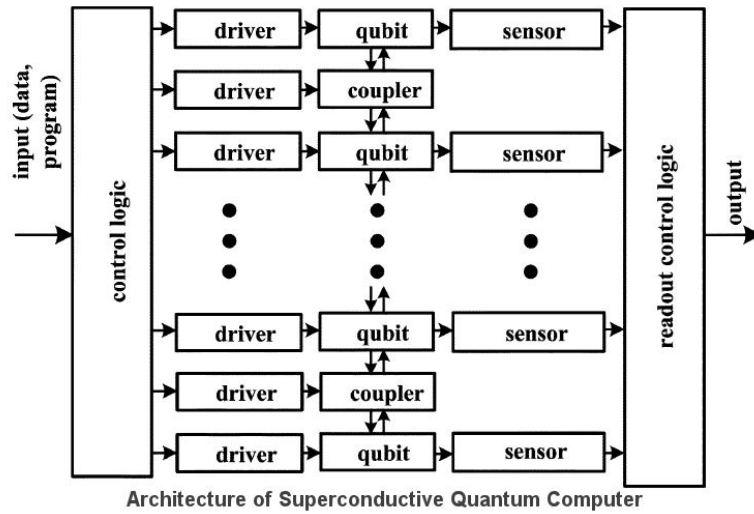 input (data,
program)
control logic
driver
qubit
sensor
driver
coupler
driver
qubit
sensor
driver
qubit
sensor
driver
coupler
driver
qubit
sensor
readout control logic
output
Architecture of Superconductive Quantum Computer